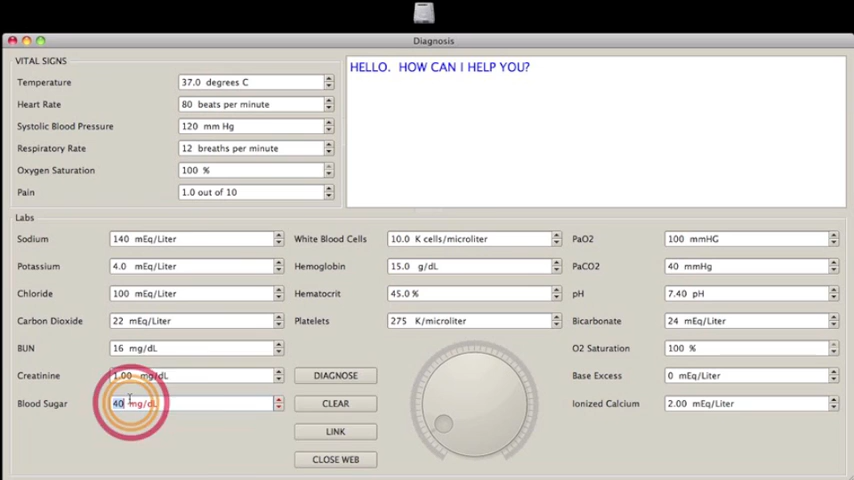 Diagnosis
VITAL SIGNS
HELLO. HOW CAN I HELP YOU?
Temperature 37.0 degrees C
Heart Rate 80 beats per minute
Systolic Blood Pressure 120 mm Hg
Respiratory Rate 12 breaths per minute
Oxygen Saturation 100 %
Pain 1.0 out of 10
Labs
Sodium 140 mEq/Liter White Blood Cells 10.0 K cells/microliter PaO2 100 mmHG
Potassium 4.0 mEq/Liter Hemoglobin 15.0 g/dL PaCO2 40 mmHg
Chloride 100 mEq/Liter Hematocrit 45.0 % pH 7.40 pH
Carbon Dioxide 22 mEq/Liter Platelets 275 K/microliter Bicarbonate 24 mEq/Liter
BUN 16 mg/dL O2 Saturation 100 %
Creatinine 1.00 mg/dL DIAGNOSE Base Excess 0 mEq/Liter
Blood Sugar 40 mg/dL CLEAR Ionized Calcium 2.00 mEq/Liter
LINK
CLOSE WEB